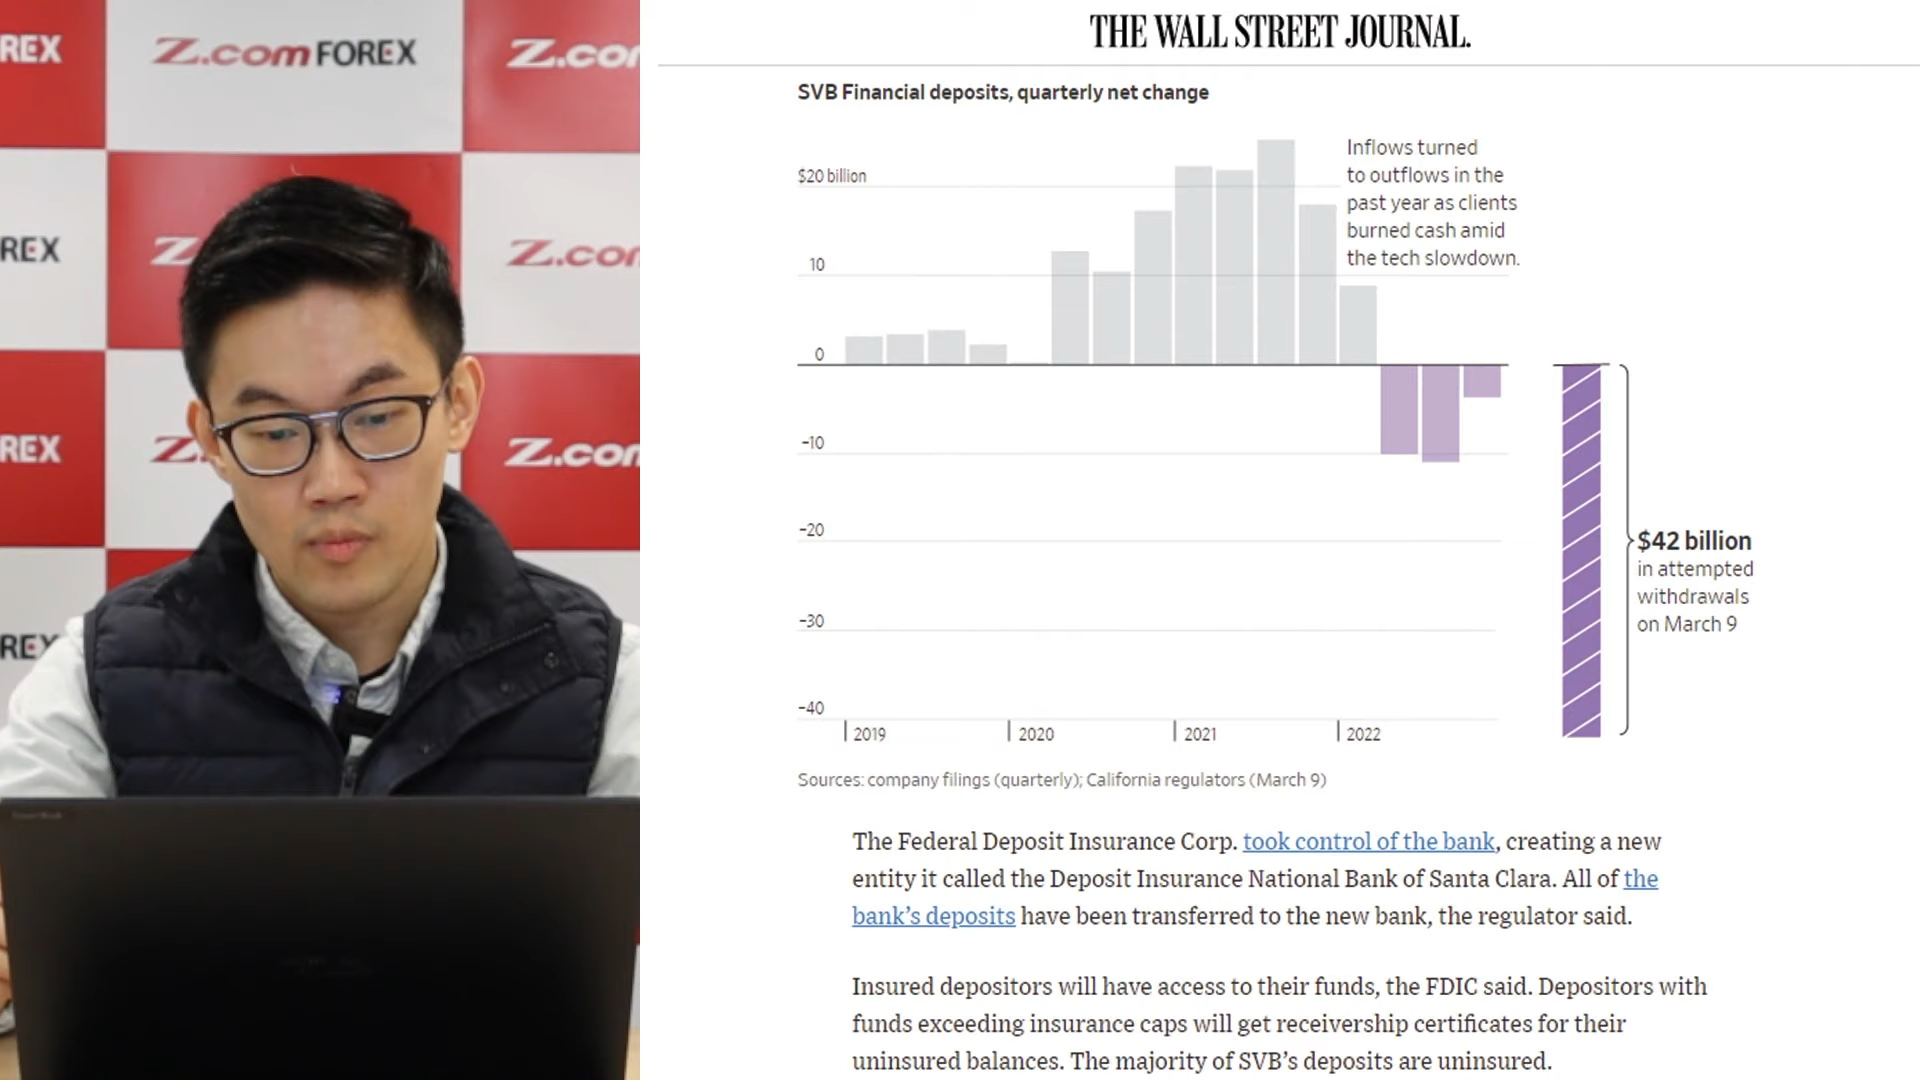 REX
Z.com FOREX
Z.co
REX
Z
Z.com
REX
Z.
Z.com
REX
THE WALL STREET JOURNAL.
SVB Financial deposits, quarterly net change
$20 billion
10
0
-10
-20
-30
-40
2019
2020
2021
2022
Inflows turned
to outflows in the
past year as clients
burned cash amid
the tech slowdown.
$42 billion
in attempted
withdrawals
on March 9
Sources: company filings (quarterly); California regulators (March 9)
The Federal Deposit Insurance Corp. took control of the bank, creating a new
entity it called the Deposit Insurance National Bank of Santa Clara. All of the
bank's deposits have been transferred to the new bank, the regulator said.
Insured depositors will have access to their funds, the FDIC said. Depositors with
funds exceeding insurance caps will get receivership certificates for their
uninsured balances. The majority of SVB's deposits are uninsured.